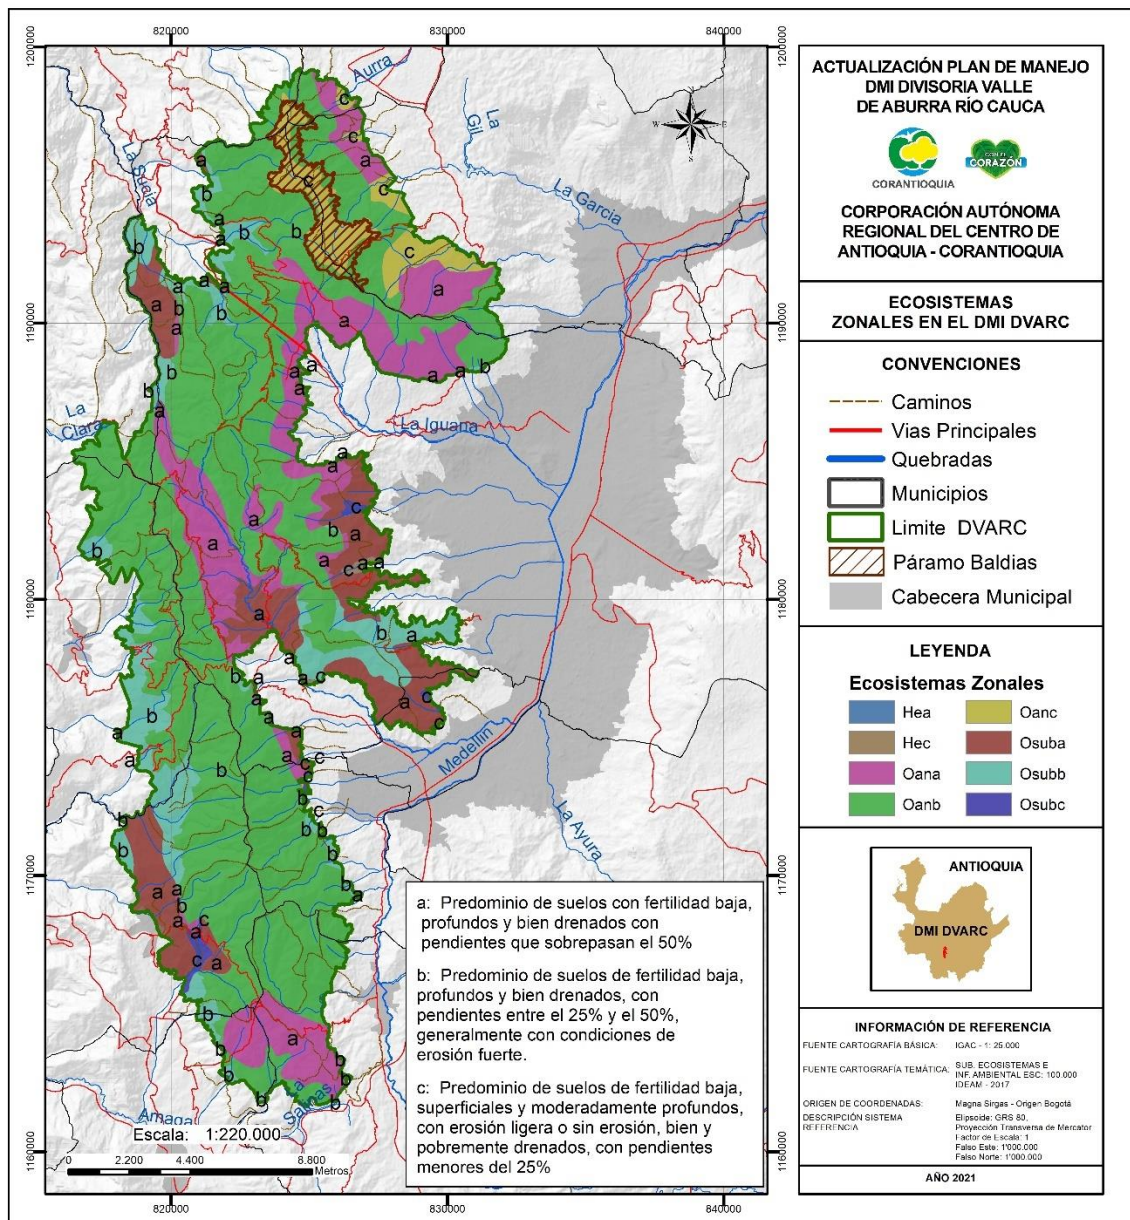 820000
830000
840000
1200000
1190000
1180000
1170000
1160000
Aurra
La Gil
La Sucia
La Garcia
La Clara
La Iguana
Medellin
La Ayura
Amaga
Sabaletas
a: Predominio de suelos con fertilidad baja,
profundos y bien drenados con
pendientes que sobrepasan el 50%
b: Predominio de suelos de fertilidad baja,
profundos y bien drenados, con
pendientes entre el 25% y el 50%,
generalmente con condiciones de
erosión fuerte.
c: Predominio de suelos de fertilidad baja,
superficiales y moderadamente profundos,
con erosión ligera o sin erosión, bien y
pobremente drenados, con pendientes
menores del 25%
Escala: 1:220.000
0 2.200 4.400 8.800
Metros
820000
830000
840000
ACTUALIZACIÓN PLAN DE MANEJO
DMI DIVISORIA VALLE
DE ABURRA RÍO CAUCA
CORANTIOQUIA
CON EL
CORAZÓN
CORPORACIÓN AUTÓNOMA
REGIONAL DEL CENTRO DE
ANTIOQUIA - CORANTIOQUIA
ECOSISTEMAS
ZONALES EN EL DMI DVARC
CONVENCIONES
Caminos
Vias Principales
Quebradas
Municipios
Limite DVARC
Páramo Baldias
Cabecera Municipal
LEYENDA
Ecosistemas Zonales
Hea Oanc
Hec Osuba
Oana Osubb
Oanb Osubc
ANTIOQUIA
DMI DVARC
INFORMACIÓN DE REFERENCIA
FUENTE CARTOGRAFÍA BÁSICA: IGAC - 1: 25.000
FUENTE CARTOGRAFÍA TEMÁTICA: SUB. ECOSISTEMAS E
INF. AMBIENTAL ESC: 100.000
IDEAM - 2017
ORIGEN DE COORDENADAS: Magna Sirgas - Origen Bogotá
DESCRIPCIÓN SISTEMA REFERENCIA Elipsoide: GRS 80,
Proyección Transversa de Mercator
Factor de Escala: 1
Falso Este: 1'000.000
Falso Norte: 1'000.000
AÑO 2021